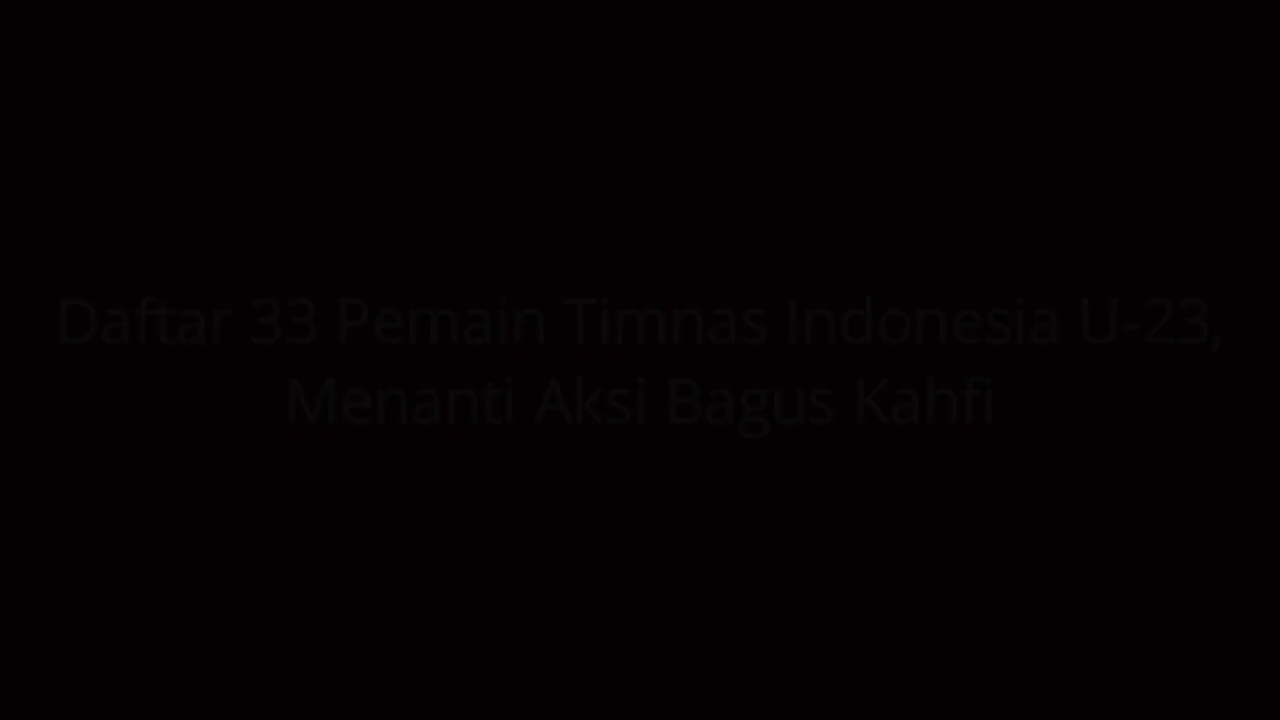 Daftar 33 Pemain Timnas Indonesia U-23,
Menanti Aksi Bagus Kahfi